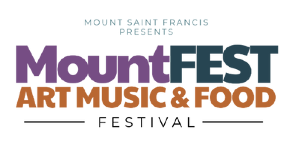 MOUNT SAINT FRANCIS
PRESENTS
MountFEST
ART MUSIC & FOOD
FESTIVAL